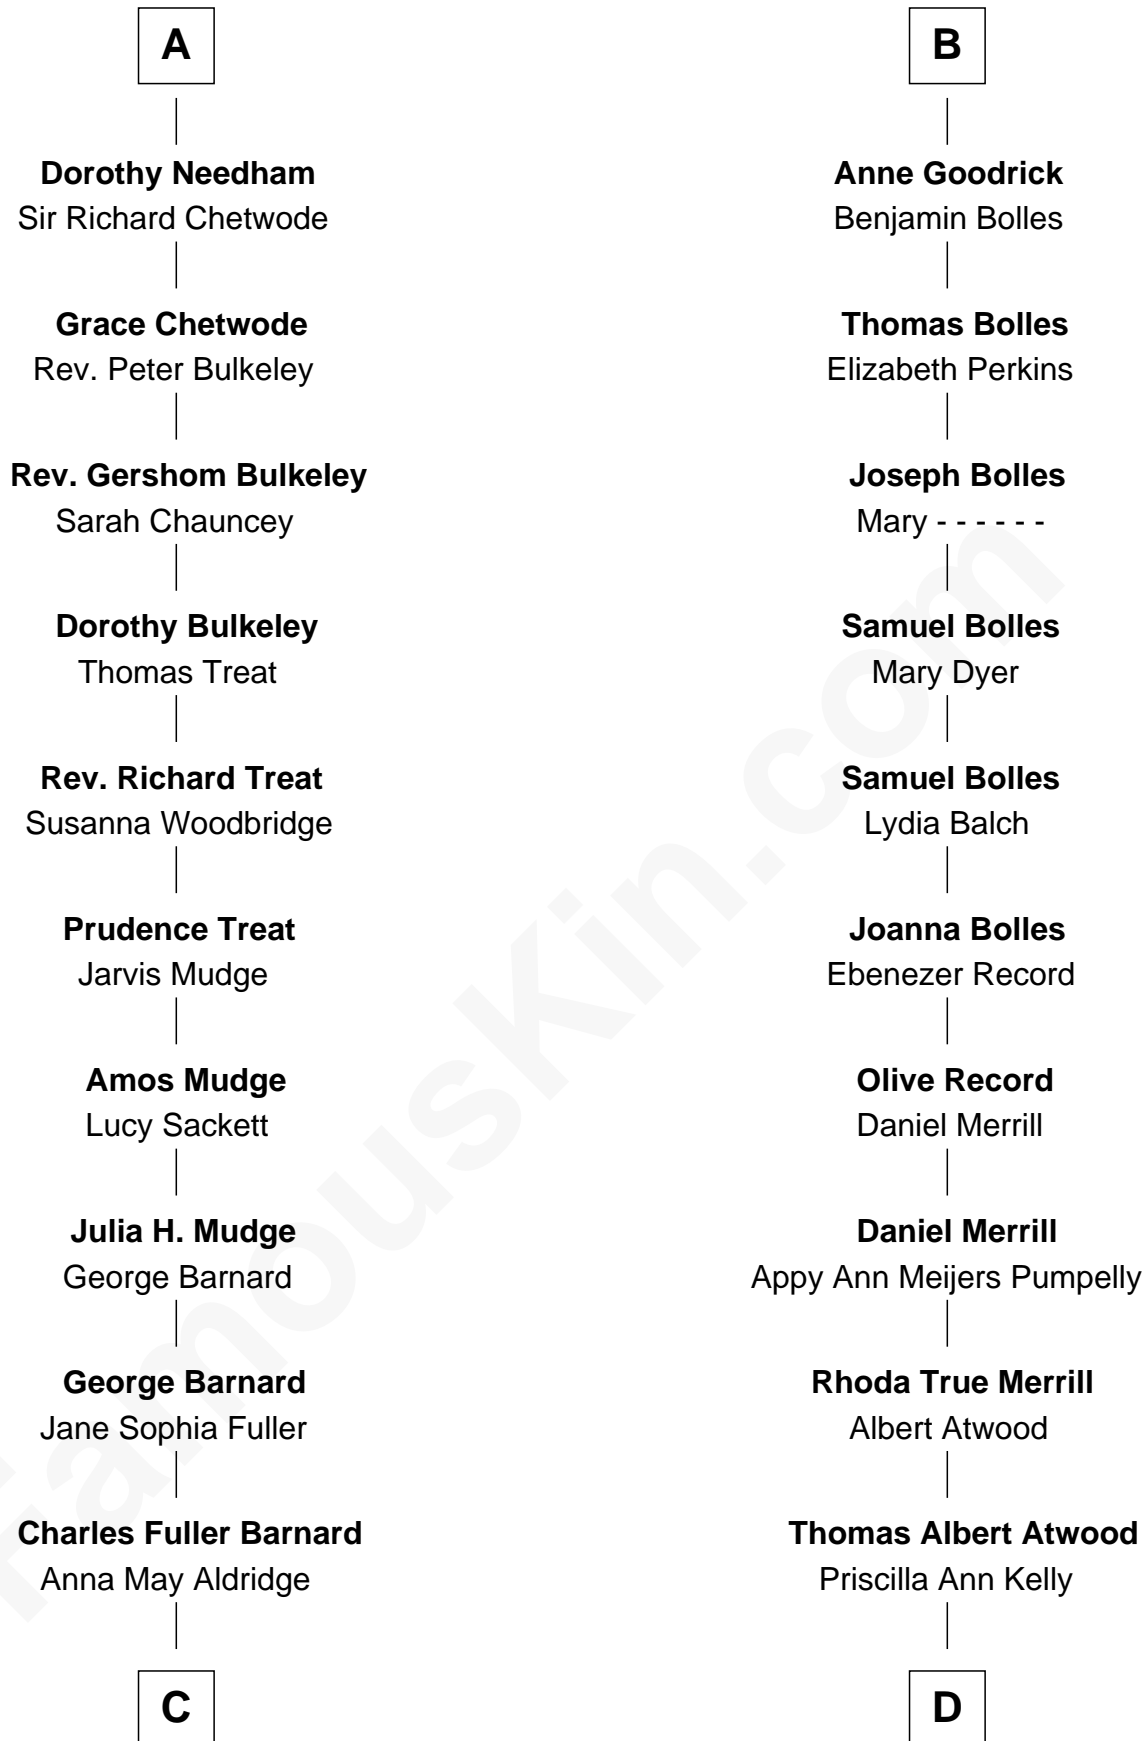 A
Dorothy Needham
Sir Richard Chetwode
Grace Chetwode
Rev. Peter Bulkeley
Rev. Gershom Bulkeley
Sarah Chauncey
Dorothy Bulkeley
Thomas Treat
Rev. Richard Treat
Susanna Woodbridge
Prudence Treat
Jarvis Mudge
Amos Mudge
Lucy Sackett
Julia H. Mudge
George Barnard
George Barnard
Jane Sophia Fuller
Charles Fuller Barnard
Anna May Aldridge
C
B
Anne Goodrick
Benjamin Bolles
Thomas Bolles
Elizabeth Perkins
Joseph Bolles
Mary - - - - - -
Samuel Bolles
Mary Dyer
Samuel Bolles
Lydia Balch
Joanna Bolles
Ebenezer Record
Olive Record
Daniel Merrill
Daniel Merrill
Appy Ann Meijers Pumpelly
Rhoda True Merrill
Albert Atwood
Thomas Albert Atwood
Priscilla Ann Kelly
D
FamousKin.com